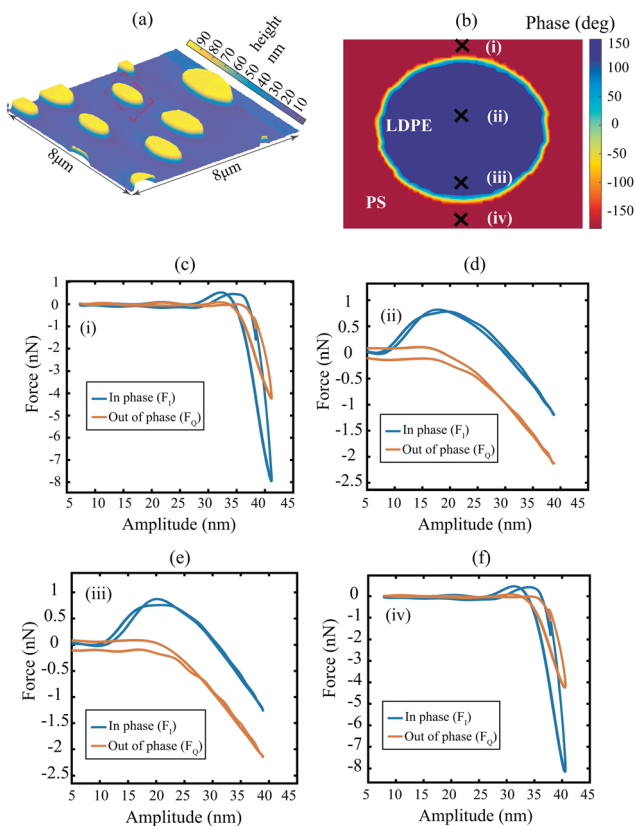 (a)
height
nm
90
80
70
60
50
40
30
20
10
8μm
8μm
(b)
Phase (deg)
(i)
(ii)
(iii)
(iv)
LDPE
PS
150
100
50
0
-50
-100
-150
(c)
(i)
Force (nN)
1
0
-1
-2
-3
-4
-5
-6
-7
-8
In phase (F_I)
Out of phase (F_Q)
5 10 15 20 25 30 35 40 45
Amplitude (nm)
(d)
(ii)
Force (nN)
1
0.5
0
-0.5
-1
-1.5
-2
-2.5
In phase (F_I)
Out of phase (F_Q)
5 10 15 20 25 30 35 40 45
Amplitude (nm)
(e)
(iii)
Force (nN)
1
0.5
0
-0.5
-1
-1.5
-2
-2.5
In phase (F_I)
Out of phase (F_Q)
5 10 15 20 25 30 35 40 45
Amplitude (nm)
(f)
(iv)
Force (nN)
1
0
-1
-2
-3
-4
-5
-6
-7
-8
In phase (F_I)
Out of phase (F_Q)
5 10 15 20 25 30 35 40 45
Amplitude (nm)